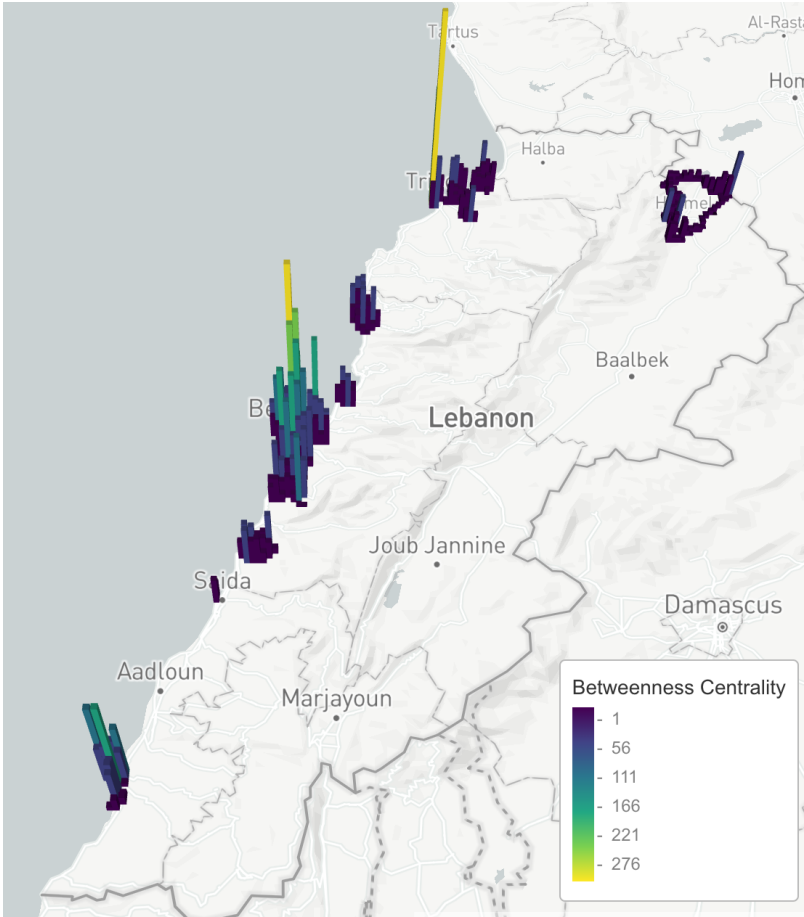 Tartus
Al-Rasta
Hom
Halba
Tri
H mel
Baalbek
Be
Lebanon
Joub Jannine
Saida
Damascus
Aadloun
Marjayoun
Betweenness Centrality
1
56
111
166
221
276